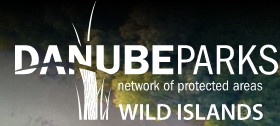 DANUBEPARKS
network of protected areas
WILD ISLANDS